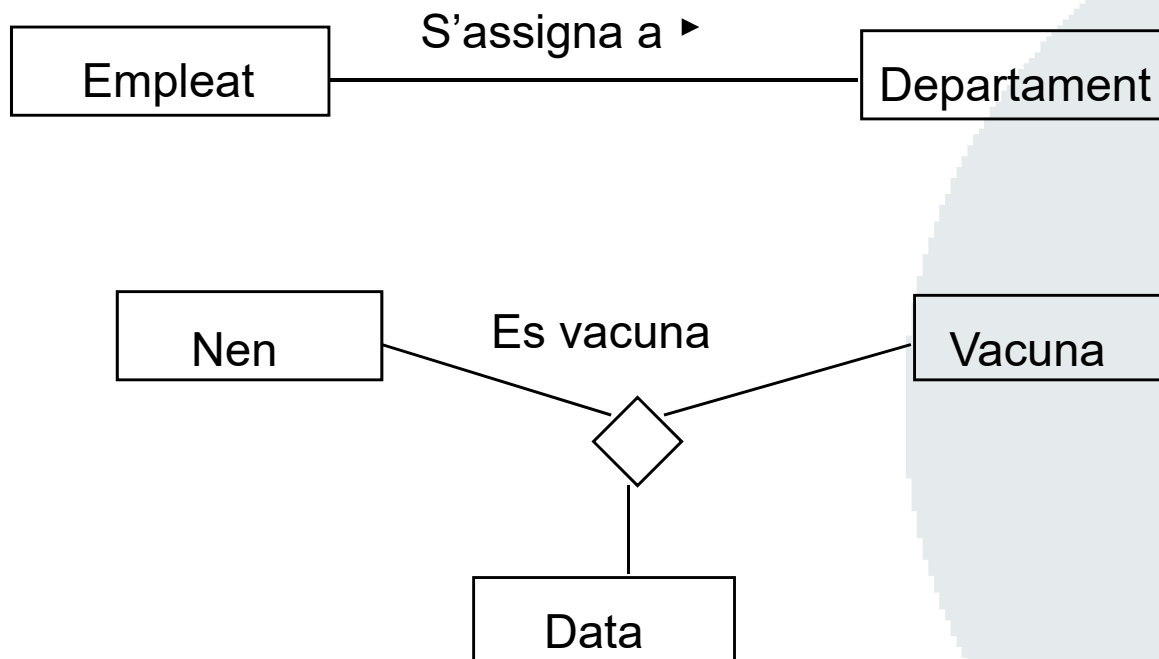 S’assigna a ►
Empleat
Departament
Es vacuna
Nen
Vacuna
Data